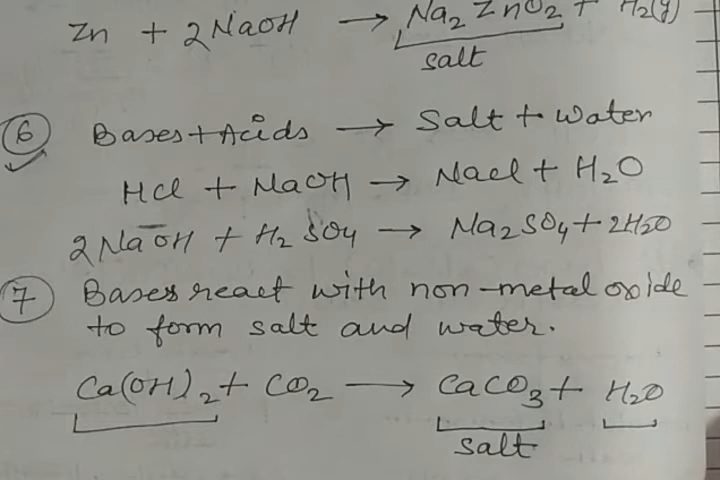 Zn + 2NaOH → Na2ZnO2 + H2(g)
salt
6 Bases + Acids → Salt + Water
HCl + NaOH → NaCl + H2O
2NaOH + H2SO4 → Na2SO4 + 2H2O
7 Bases react with non-metal oxide
to form salt and water.
Ca(OH)2 + CO2 → CaCO3 + H2O
salt